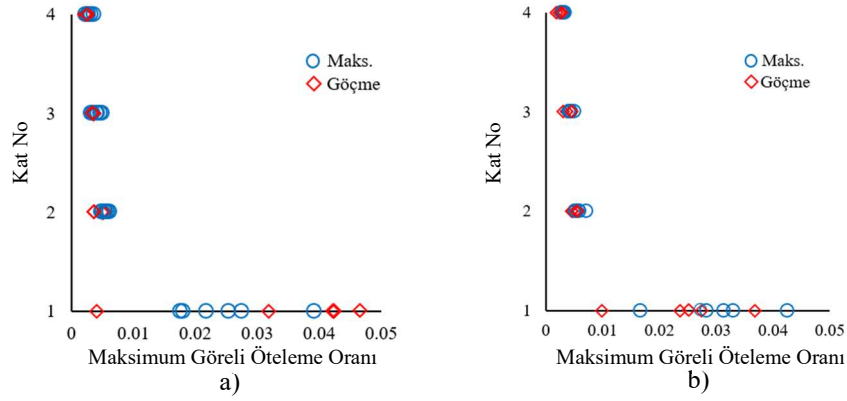 4
3
2
1
Kat No
Maks.
Göçme
0
0.01
0.02
0.03
0.04
0.05
Maksimum Göreli Öteleme Oranı
a)
4
3
2
1
Kat No
Maks.
Göçme
0
0.01
0.02
0.03
0.04
0.05
Maksimum Göreli Öteleme Oranı
b)